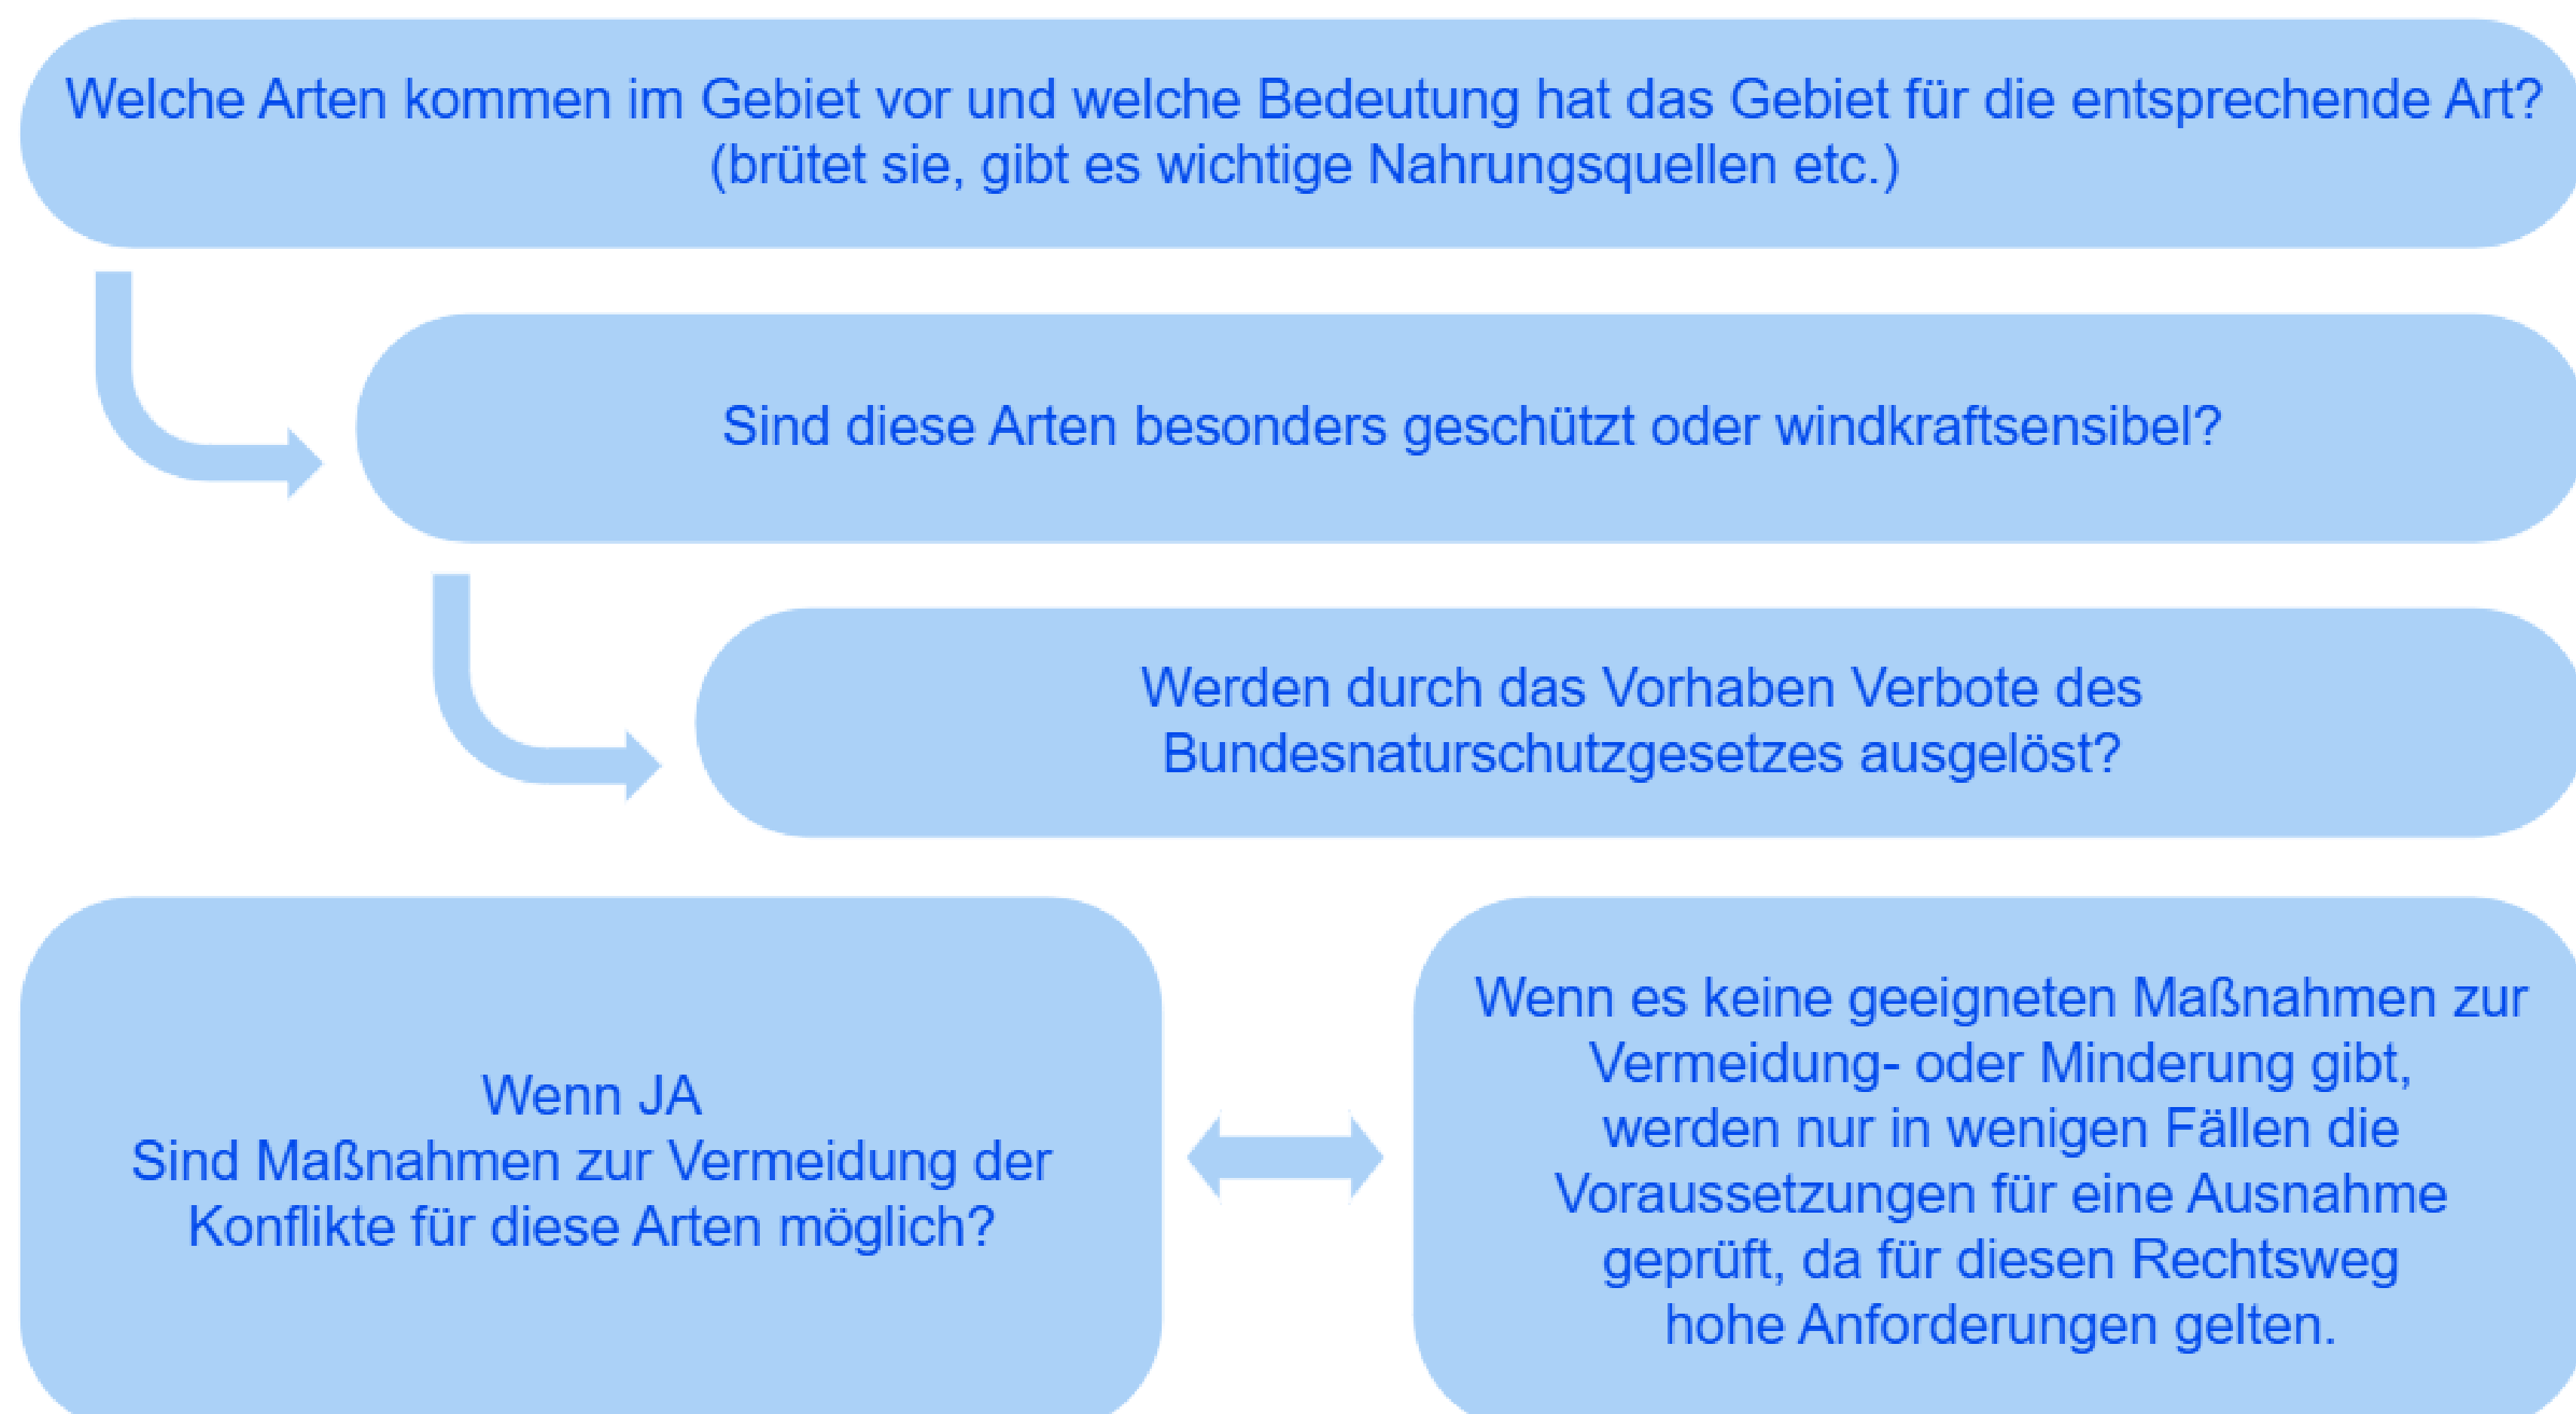 Welche Arten kommen im Gebiet vor und welche Bedeutung hat das Gebiet für die entsprechende Art?
(brütet sie, gibt es wichtige Nahrungsquellen etc.)
Sind diese Arten besonders geschützt oder windkraftsensibel?
Werden durch das Vorhaben Verbote des
Bundesnaturschutzgesetzes ausgelöst?
Wenn JA
Sind Maßnahmen zur Vermeidung der
Konflikte für diese Arten möglich?
Wenn es keine geeigneten Maßnahmen zur
Vermeidung- oder Minderung gibt,
werden nur in wenigen Fällen die
Voraussetzungen für eine Ausnahme
geprüft, da für diesen Rechtsweg
hohe Anforderungen gelten.